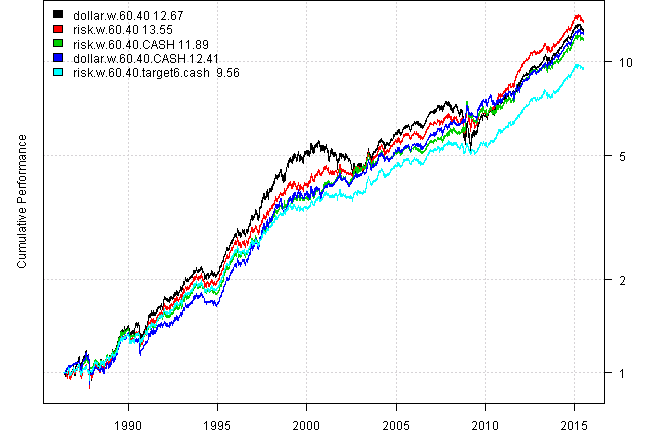 dollar.w.60.40 12.67
risk.w.60.40 13.55
risk.w.60.40.CASH 11.89
dollar.w.60.40.CASH 12.41
risk.w.60.40.target6.cash 9.56
Cumulative Performance
10
5
2
1
1990 1995 2000 2005 2010 2015